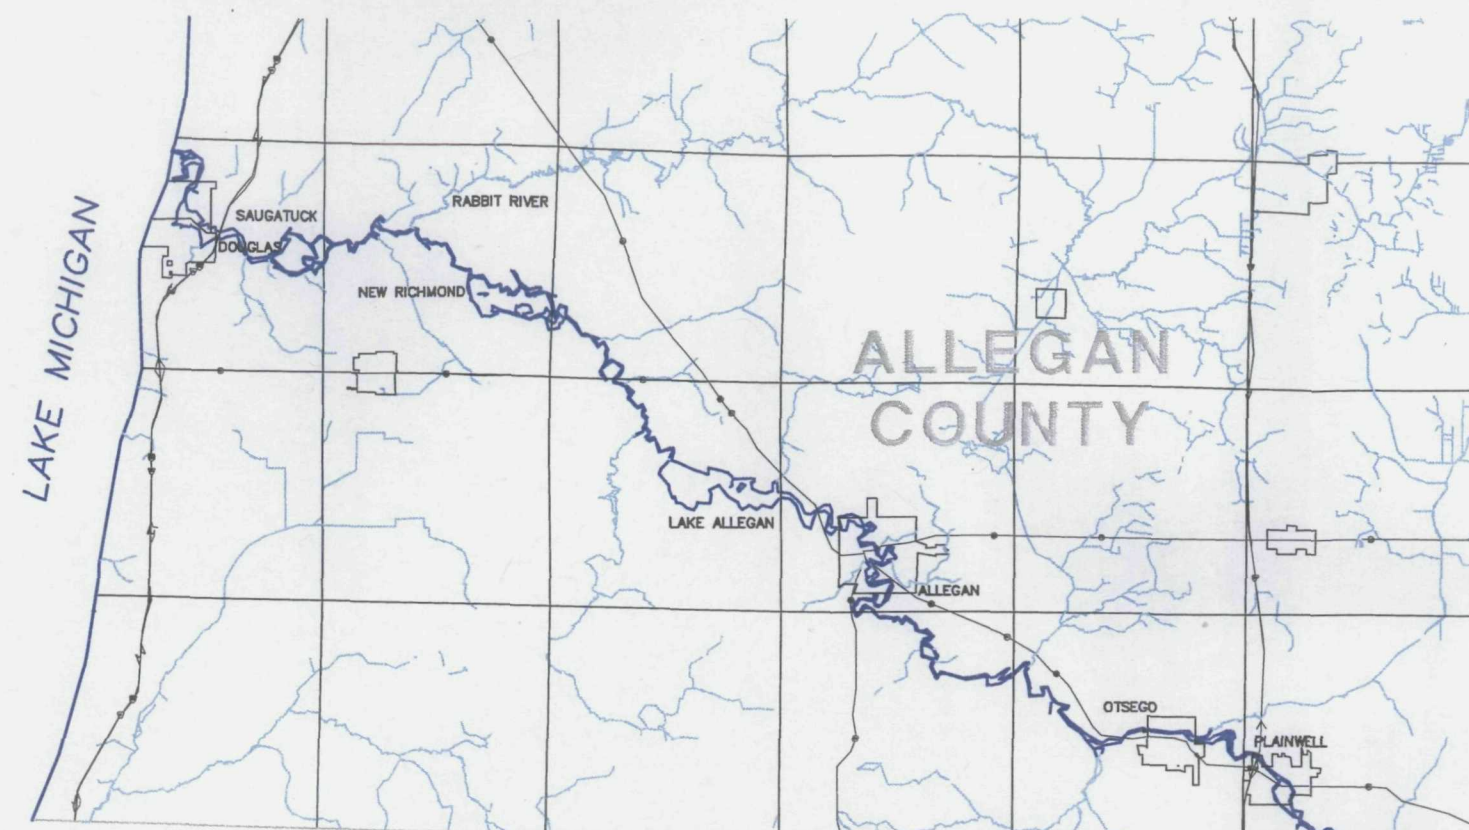 RABBIT RIVER
SAUGATUCK
DOUGLAS
NEW RICHMOND
LAKE MICHIGAN
ALLEGAN
COUNTY
LAKE ALLEGAN
ALLEGAN
OTSEGO
PLAINWELL